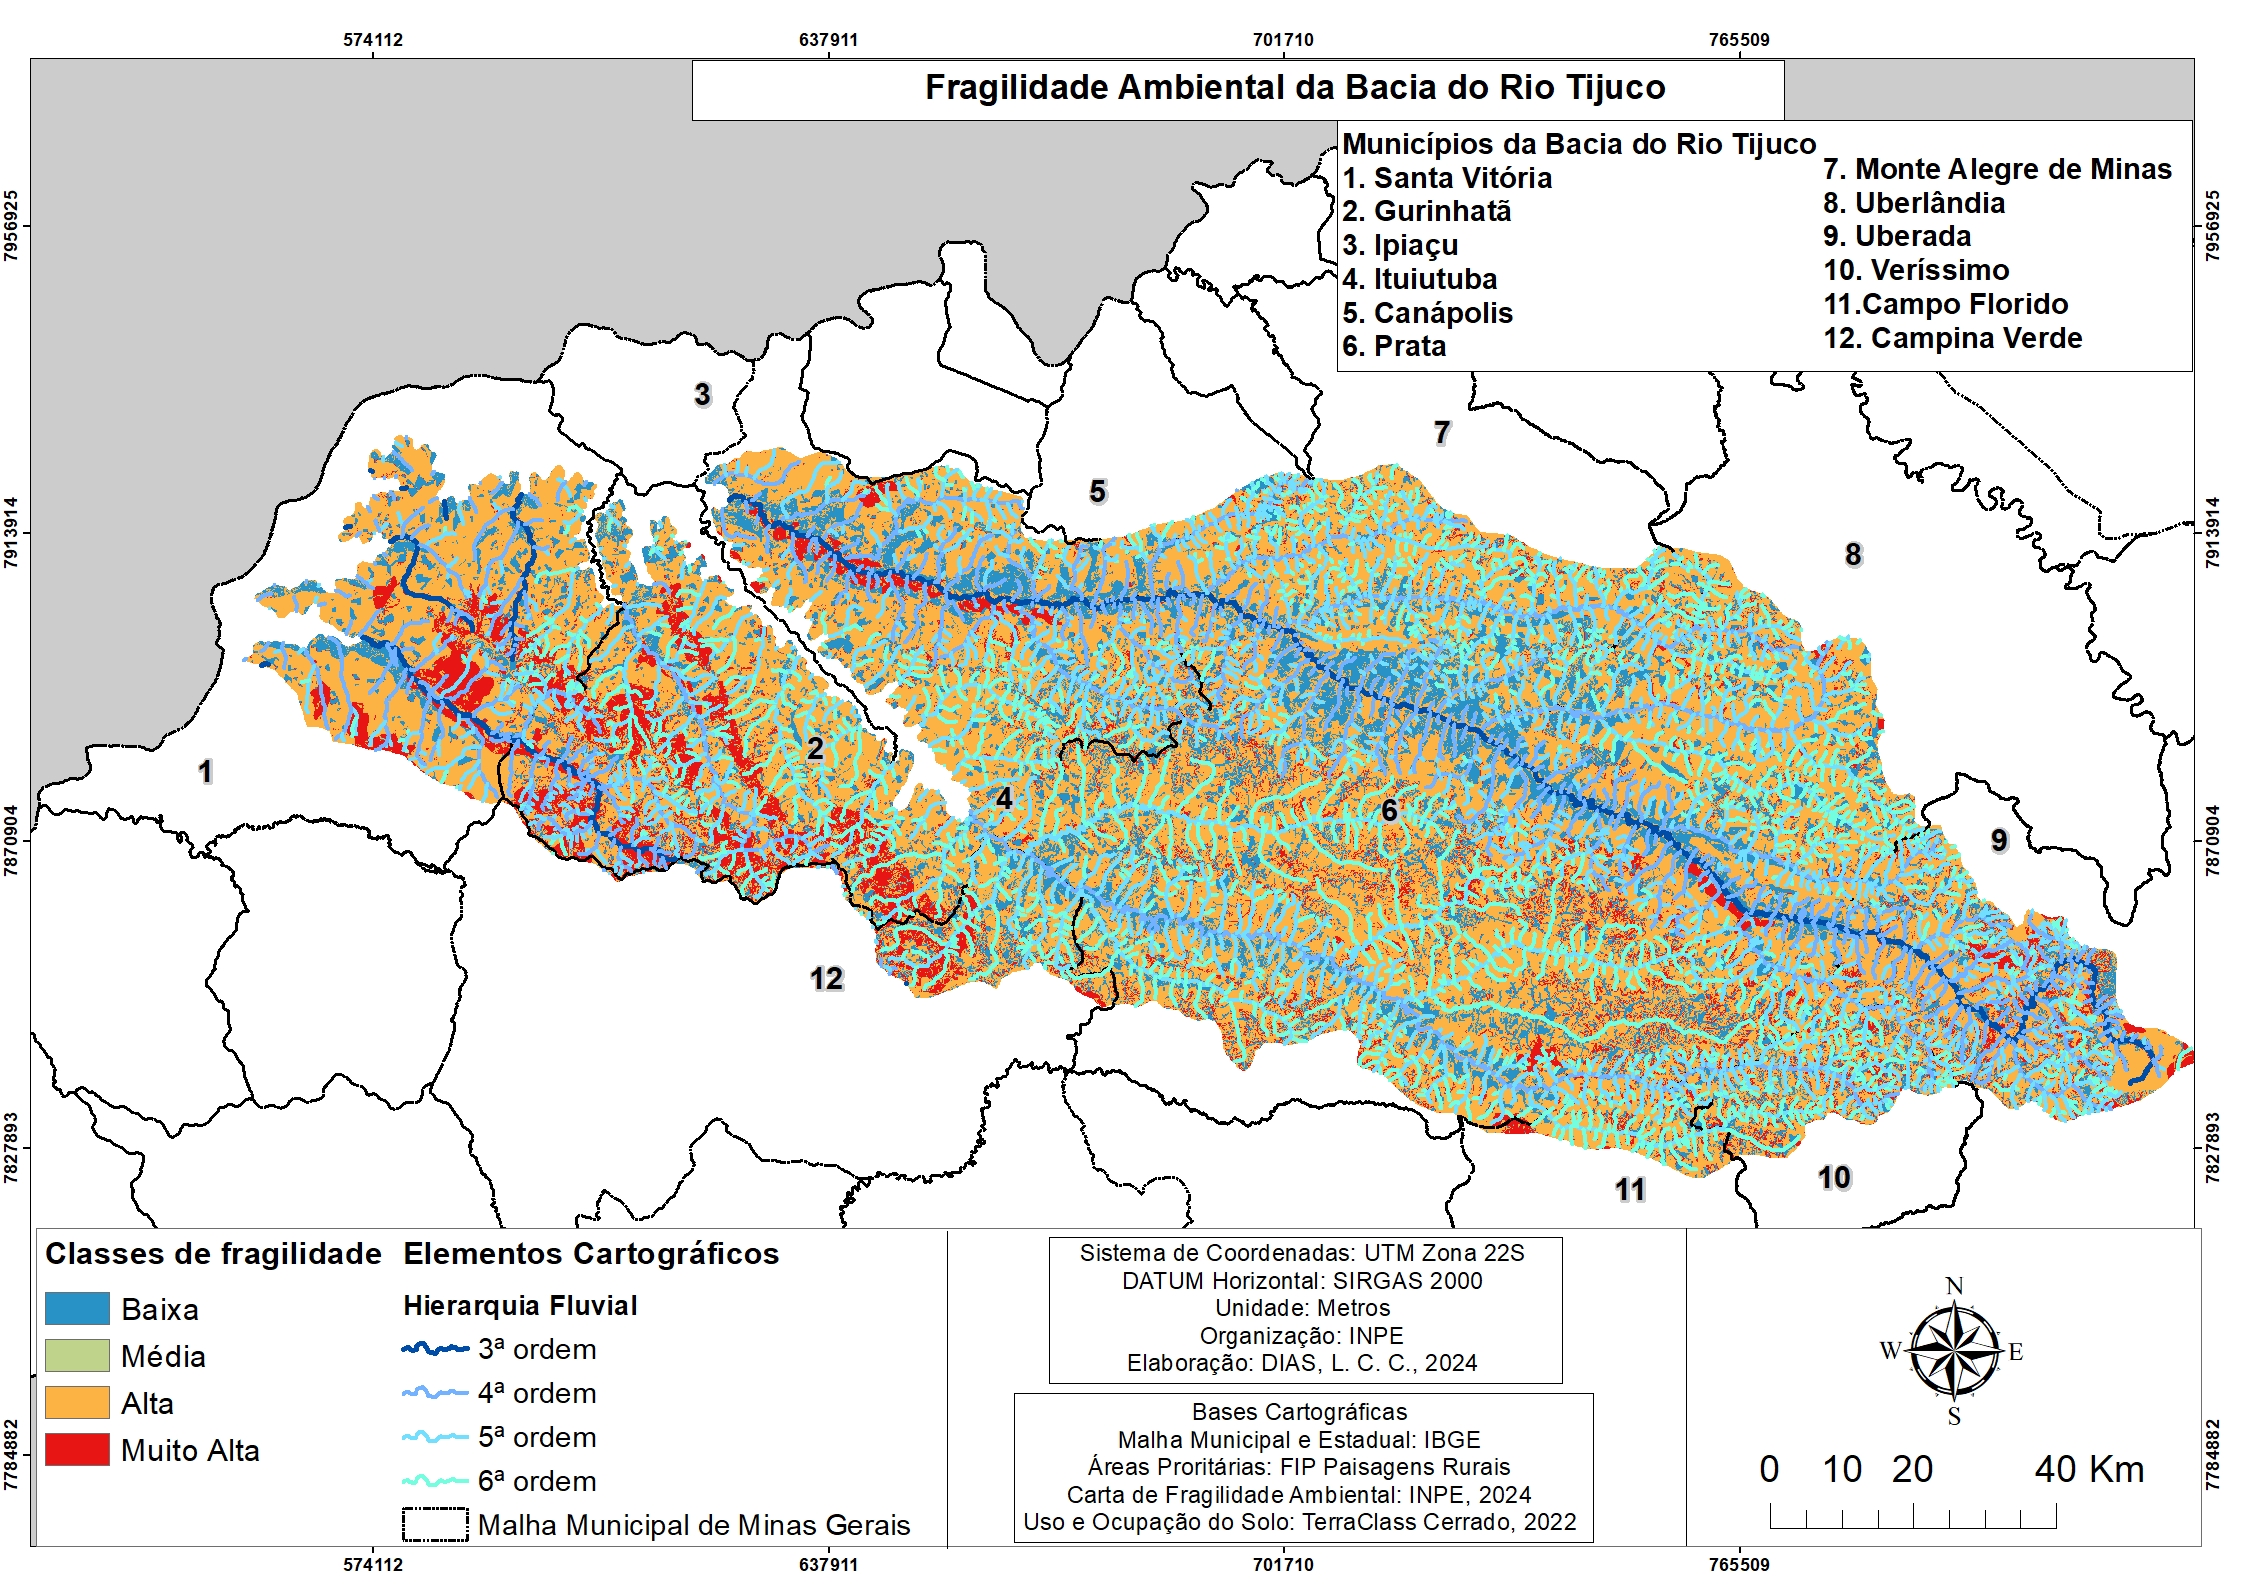 574112
637911
701710
765509
Fragilidade Ambiental da Bacia do Rio Tijuco
Municípios da Bacia do Rio Tijuco
1. Santa Vitória
2. Gurinhatã
3. Ipiaçu
4. Ituiutuba
5. Canápolis
6. Prata
7. Monte Alegre de Minas
8. Uberlândia
9. Uberada
10. Veríssimo
11.Campo Florido
12. Campina Verde
7956925
7956925
7913914
7913914
7870904
7870904
7827893
7827893
7784882
7784882
3
7
5
8
2
1
4
6
9
12
11
10
Classes de fragilidade
Baixa
Média
Alta
Muito Alta
Elementos Cartográficos
Hierarquia Fluvial
3ª ordem
4ª ordem
5ª ordem
6ª ordem
Malha Municipal de Minas Gerais
Sistema de Coordenadas: UTM Zona 22S
DATUM Horizontal: SIRGAS 2000
Unidade: Metros
Organização: INPE
Elaboração: DIAS, L. C. C., 2024
Bases Cartográficas
Malha Municipal e Estadual: IBGE
Áreas Proritárias: FIP Paisagens Rurais
Carta de Fragilidade Ambiental: INPE, 2024
Uso e Ocupação do Solo: TerraClass Cerrado, 2022
N
W E
S
0 10 20 40 Km
574112
637911
701710
765509